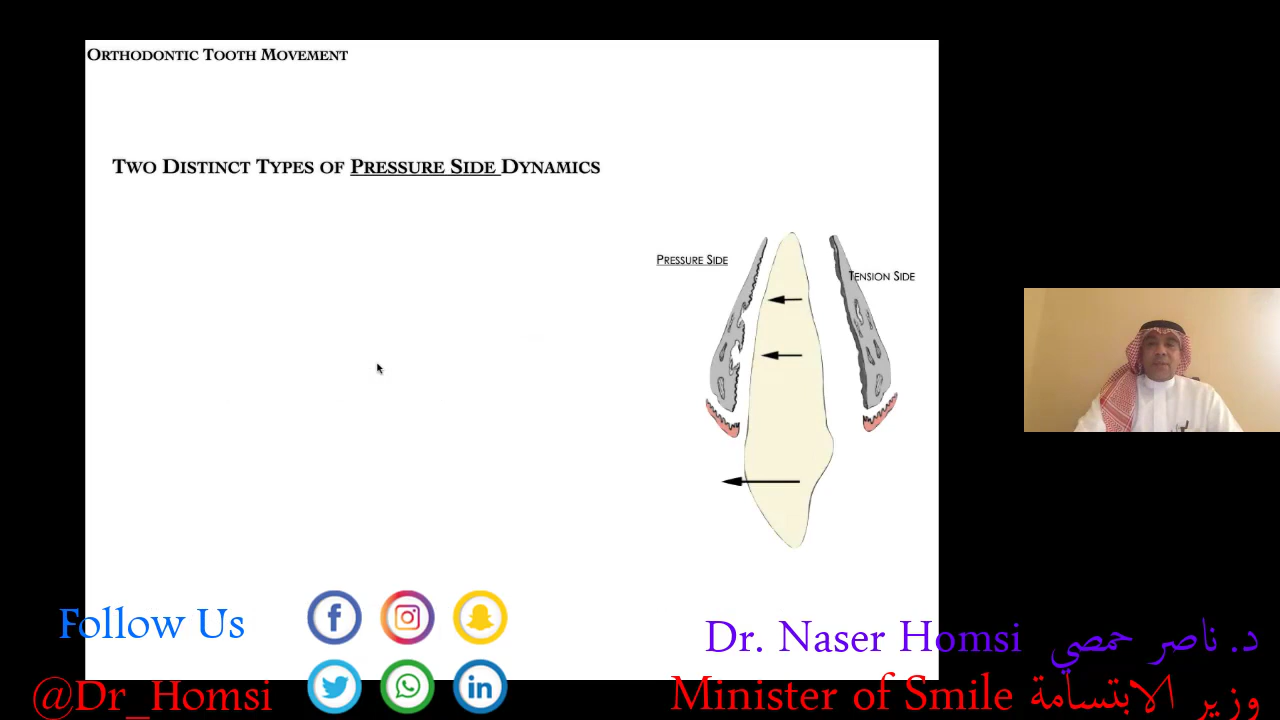 ORTHODONTIC TOOTH MOVEMENT
TWO DISTINCT TYPES OF PRESSURE SIDE DYNAMICS
PRESSURE SIDE
TENSION SIDE
Follow Us
@Dr_Homsi
Dr. Naser Homsi د. ناصر حمصي
Minister of Smile وزير الابتسامة